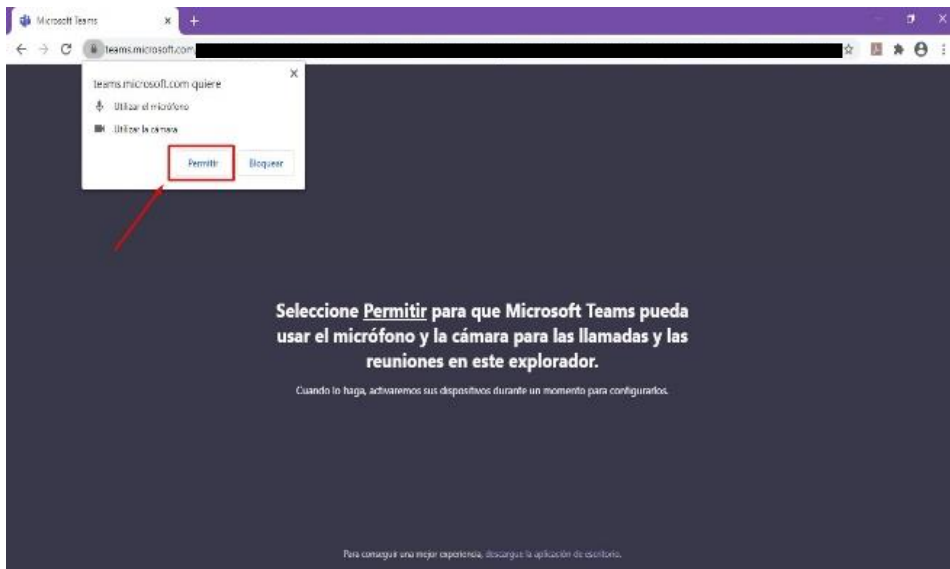 Microsoft Teams
teams.microsoft.com
teams.microsoft.com quiere
Utilizar el micrófono
Utilizar la cámara
Permitir
Bloquear
Seleccione Permitir para que Microsoft Teams pueda
usar el micrófono y la cámara para las llamadas y las
reuniones en este explorador.
Cuando lo haga, activaremos sus dispositivos durante un momento para configurarlos.
Para conseguir una mejor experiencia, descargue la aplicación de escritorio.